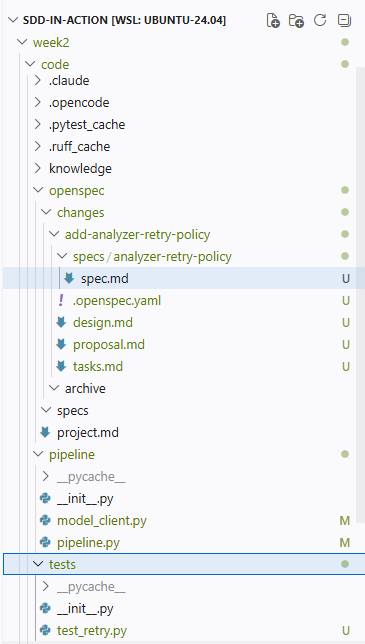 SDD-IN-ACTION [WSL: UBUNTU-24.04]
week2
code
.claude
.opencode
.pytest_cache
.ruff_cache
knowledge
openspec
changes
add-analyzer-retry-policy
specs / analyzer-retry-policy
spec.md U
! .openspec.yaml U
design.md U
proposal.md U
tasks.md U
archive
specs
project.md
pipeline
__pycache__
__init__.py
model_client.py M
pipeline.py M
tests
__pycache__
__init__.py
test_retry.py U